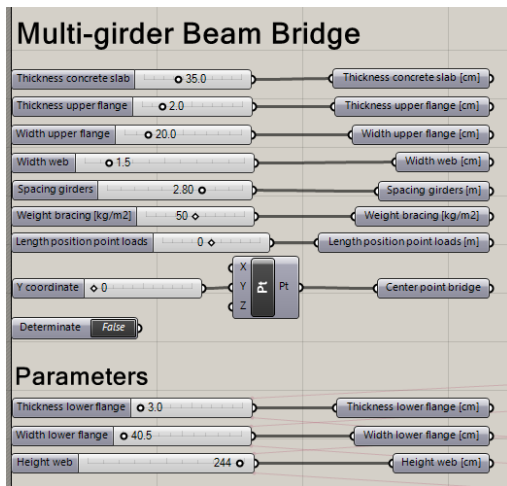 Multi-girder Beam Bridge
Thickness concrete slab 35.0 Thickness concrete slab [cm]
Thickness upper flange 2.0 Thickness upper flange [cm]
Width upper flange 20.0 Width upper flange [cm]
Width web 1.5 Width web [cm]
Spacing girders 2.80 Spacing girders [m]
Weight bracing [kg/m2] 50 Weight bracing [kg/m2]
Length position point loads 0 Length position point loads [m]
X
Y coordinate 0 Y Pt Pt Center point bridge
Z
Determinate False
Parameters
Thickness lower flange 3.0 Thickness lower flange [cm]
Width lower flange 40.5 Width lower flange [cm]
Height web 244 Height web [cm]